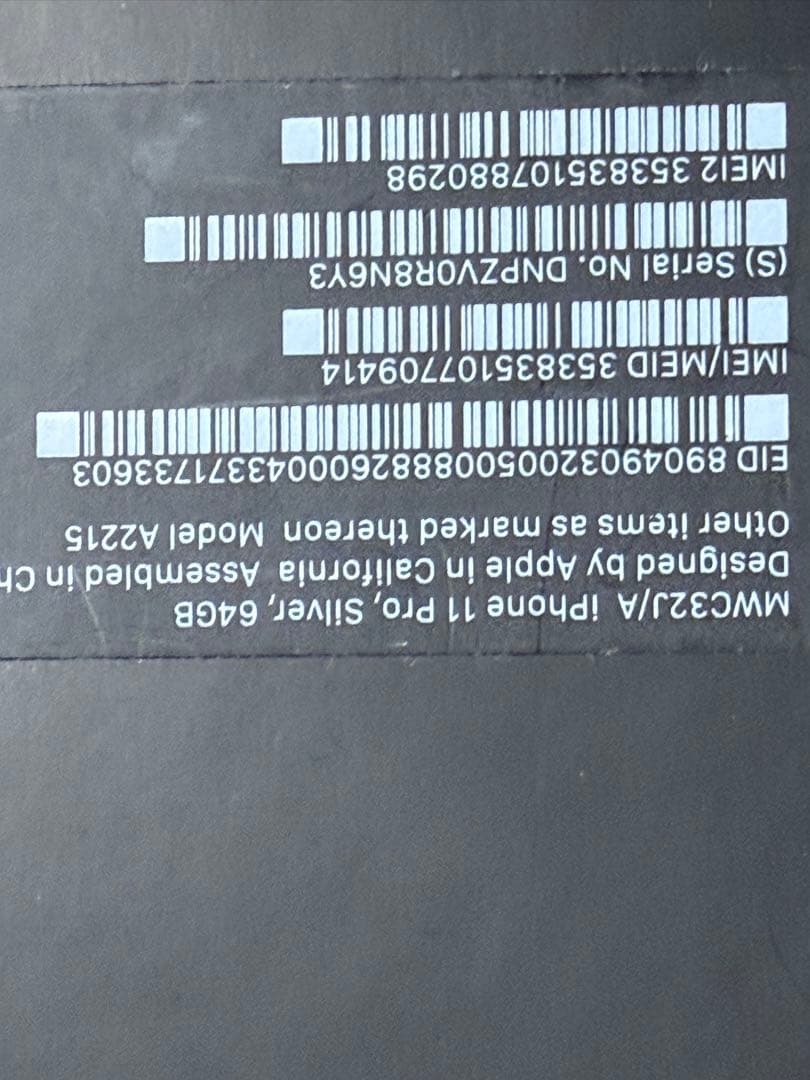 MWC32J/A iPhone 11 Pro, Silver, 64GB
Designed by Apple in California Assembled in Ch
Other items as marked thereon Model A2215
EID 89049032005008882600043371733603
IMEI/MEID 353835107709414
(S) Serial No. DNPZV0R8N6Y3
IMEI2 353835107880298